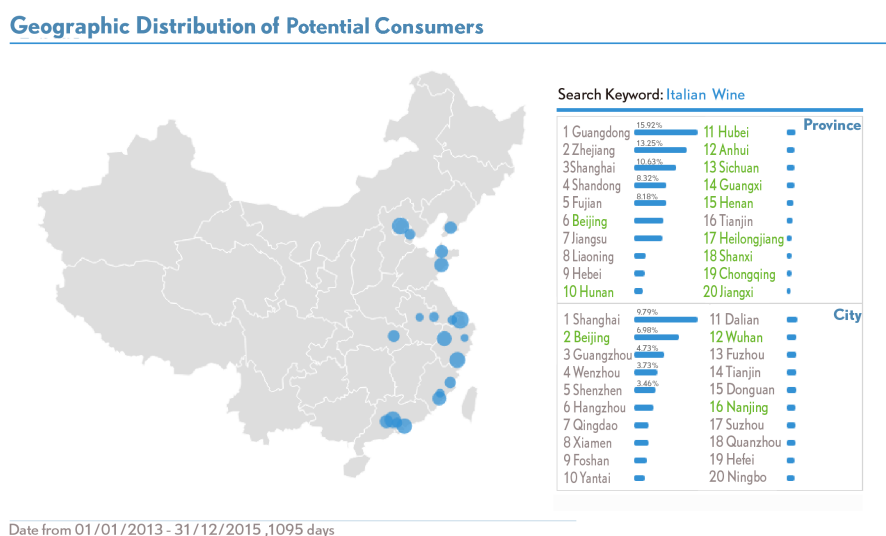 Geographic Distribution of Potential Consumers
Search Keyword: Italian Wine
Province
1 Guangdong 15.92%
2 Zhejiang 13.25%
3Shanghai 10.63%
4 Shandong 8.32%
5 Fujian 8.18%
6 Beijing
7 Jiangsu
8 Liaoning
9 Hebei
10 Hunan
11 Hubei
12 Anhui
13 Sichuan
14 Guangxi
15 Henan
16 Tianjin
17 Heilongjiang
18 Shanxi
19 Chongqing
20 Jiangxi
City
1 Shanghai 9.79%
2 Beijing 6.98%
3 Guangzhou 4.73%
4 Wenzhou 3.73%
5 Shenzhen 3.46%
6 Hangzhou
7 Qingdao
8 Xiamen
9 Foshan
10 Yantai
11 Dalian
12 Wuhan
13 Fuzhou
14 Tianjin
15 Donguan
16 Nanjing
17 Suzhou
18 Quanzhou
19 Hefei
20 Ningbo
Date from 01/01/2013 - 31/12/2015 ,1095 days